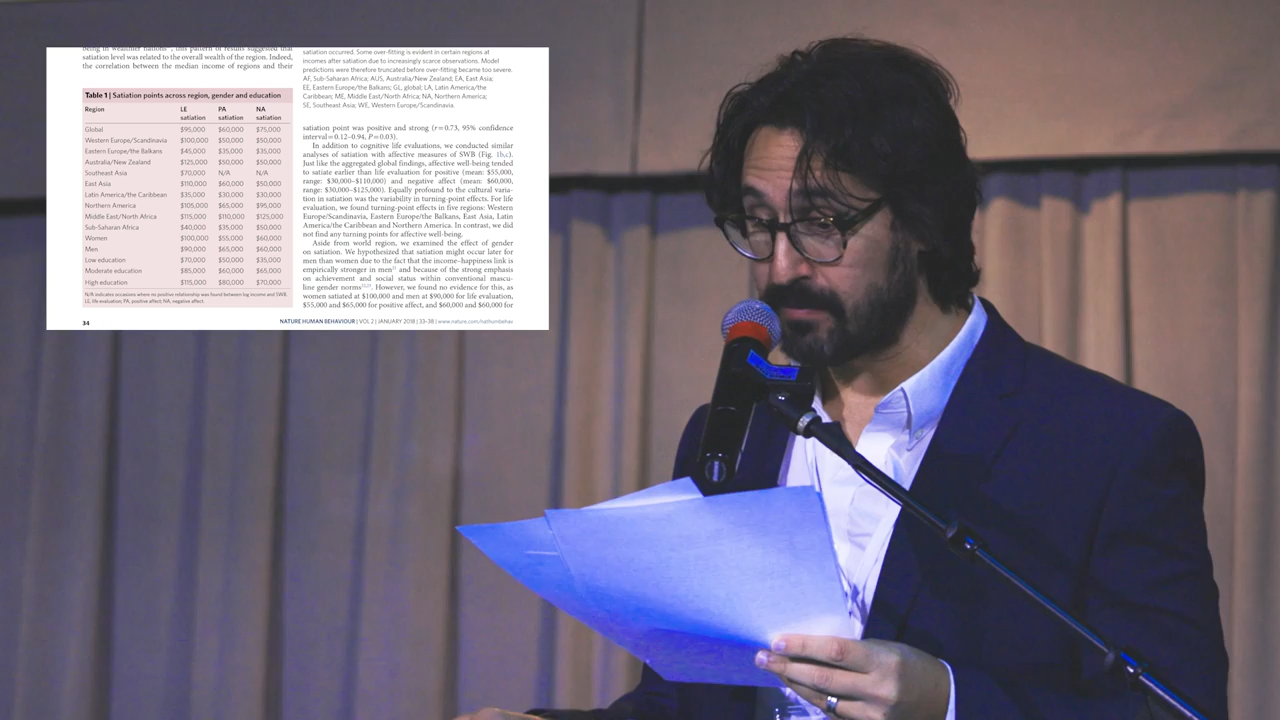 being in wealthier nations , this pattern of results suggested that
satiation level was related to the overall wealth of the region. Indeed,
the correlation between the median income of regions and their
Table 1 | Satiation points across region, gender and education
Region LE satiation PA satiation NA satiation
Global $95,000 $60,000 $75,000
Western Europe/Scandinavia $100,000 $50,000 $50,000
Eastern Europe/the Balkans $45,000 $35,000 $35,000
Australia/New Zealand $125,000 $50,000 $50,000
Southeast Asia $70,000 N/A N/A
East Asia $110,000 $60,000 $50,000
Latin America/the Caribbean $35,000 $30,000 $30,000
Northern America $105,000 $65,000 $95,000
Middle East/North Africa $115,000 $110,000 $125,000
Sub-Saharan Africa $40,000 $35,000 $50,000
Women $100,000 $55,000 $60,000
Men $90,000 $65,000 $60,000
Low education $70,000 $50,000 $35,000
Moderate education $85,000 $60,000 $65,000
High education $115,000 $80,000 $70,000
N/A indicates occasions where no positive relationship was found between log income and SWB.
LE, life evaluation; PA, positive affect; NA, negative affect.
satiation occurred. Some over-fitting is evident in certain regions at
incomes after satiation due to increasingly scarce observations. Model
predictions were therefore truncated before over-fitting became too severe.
AF, Sub-Saharan Africa; AUS, Australia/New Zealand; EA, East Asia;
EE, Eastern Europe/the Balkans; GL, global; LA, Latin America/the
Caribbean; ME, Middle East/North Africa; NA, Northern America;
SE, Southeast Asia; WE, Western Europe/Scandinavia.
satiation point was positive and strong (r = 0.73, 95% confidence
interval = 0.12–0.94, P = 0.03).
In addition to cognitive life evaluations, we conducted similar
analyses of satiation with affective measures of SWB (Fig. 1b,c).
Just like the aggregated global findings, affective well-being tended
to satiate earlier than life evaluation for positive (mean: $55,000,
range: $30,000–$110,000) and negative affect (mean: $60,000,
range: $30,000–$125,000). Equally profound to the cultural varia-
tion in satiation was the variability in turning-point effects. For life
evaluation, we found turning-point effects in five regions: Western
Europe/Scandinavia, Eastern Europe/the Balkans, East Asia, Latin
America/the Caribbean and Northern America. In contrast, we did
not find any turning points for affective well-being.
Aside from world region, we examined the effect of gender
on satiation. We hypothesized that satiation might occur later for
men than women due to the fact that the income–happiness link is
empirically stronger in men and because of the strong emphasis
on achievement and social status within conventional mascu-
line gender norms . However, we found no evidence for this, as
women satiated at $100,000 and men at $90,000 for life evaluation,
$55,000 and $65,000 for positive affect, and $60,000 and $60,000 for
34
NATURE HUMAN BEHAVIOUR | VOL 2 | JANUARY 2018 | 33–38 | www.nature.com/nathumbehav